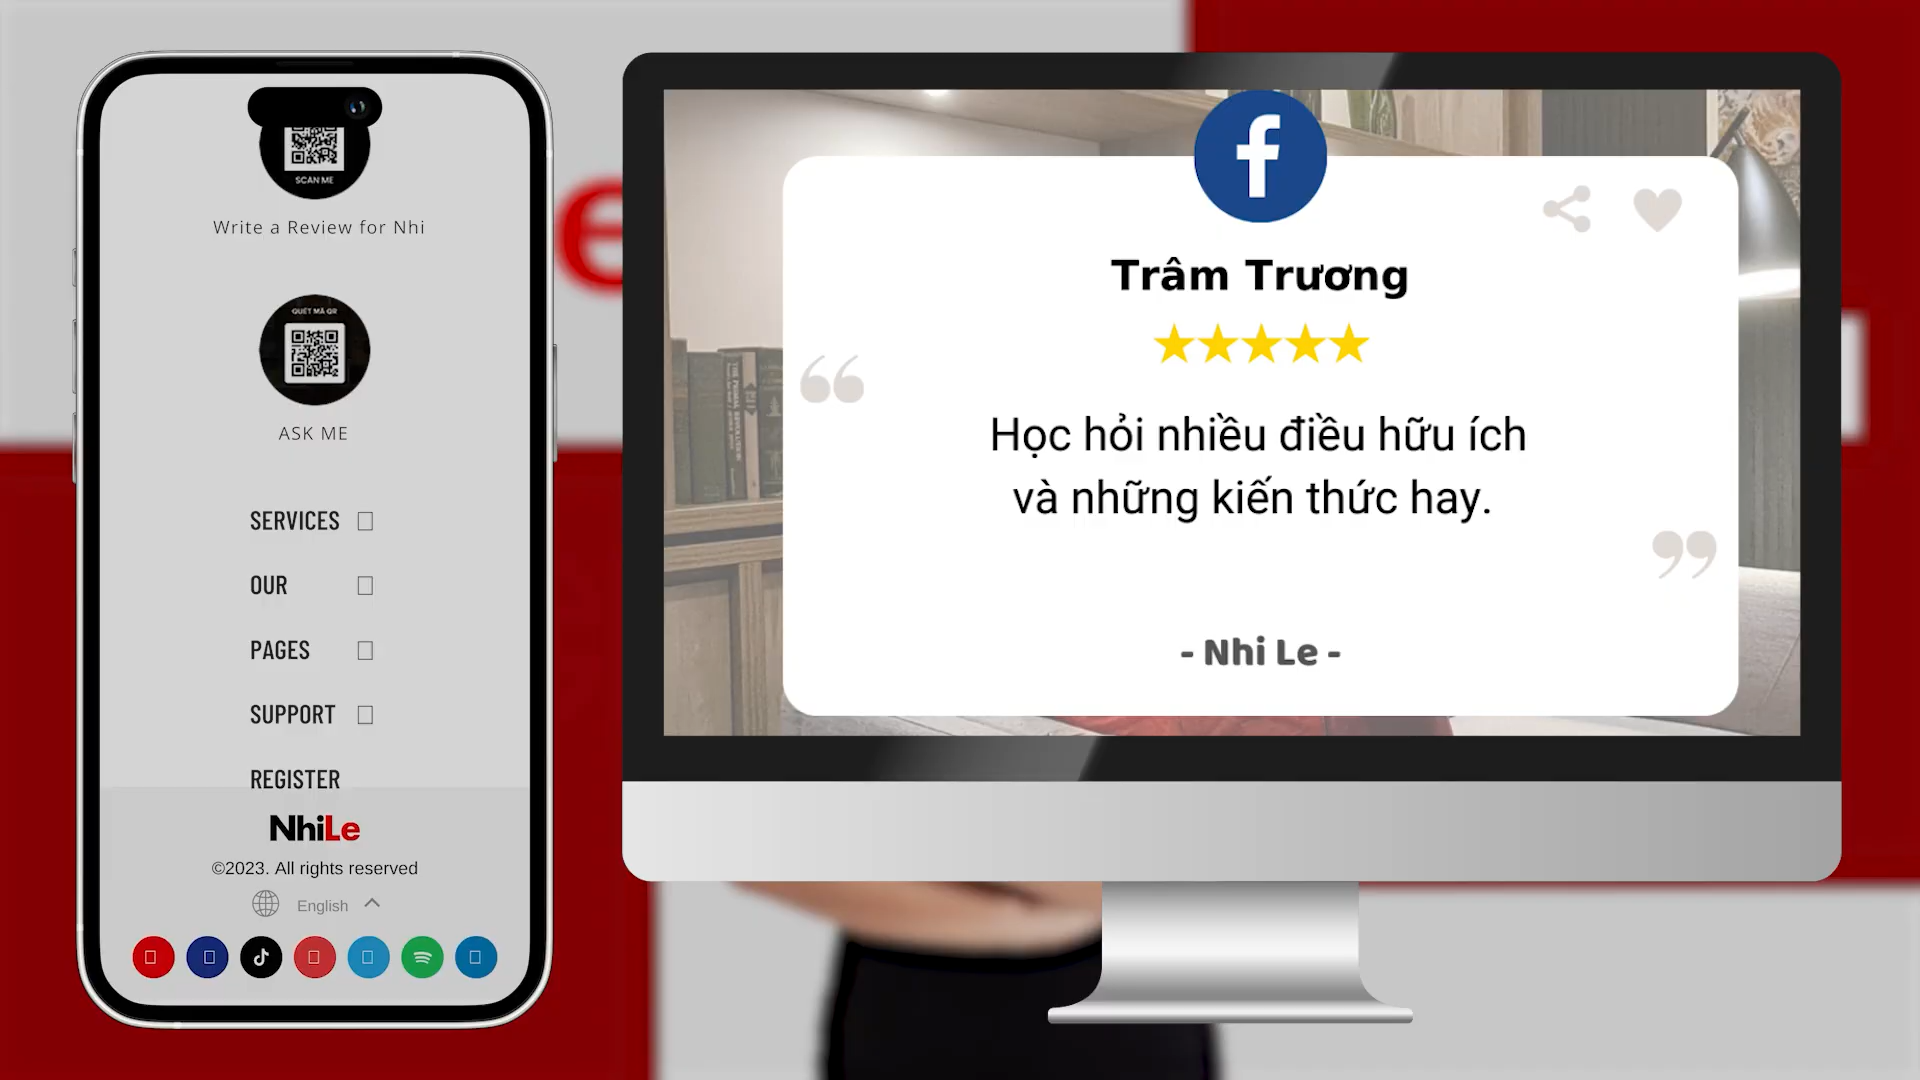 SCAN ME
Write a Review for Nhi
QUÉT MÃ QR
ASK ME
SERVICES
OUR
PAGES
SUPPORT
REGISTER
NhiLe
©2023. All rights reserved
English
Trâm Trương
Học hỏi nhiều điều hữu ích
và những kiến thức hay.
- Nhi Le -
e